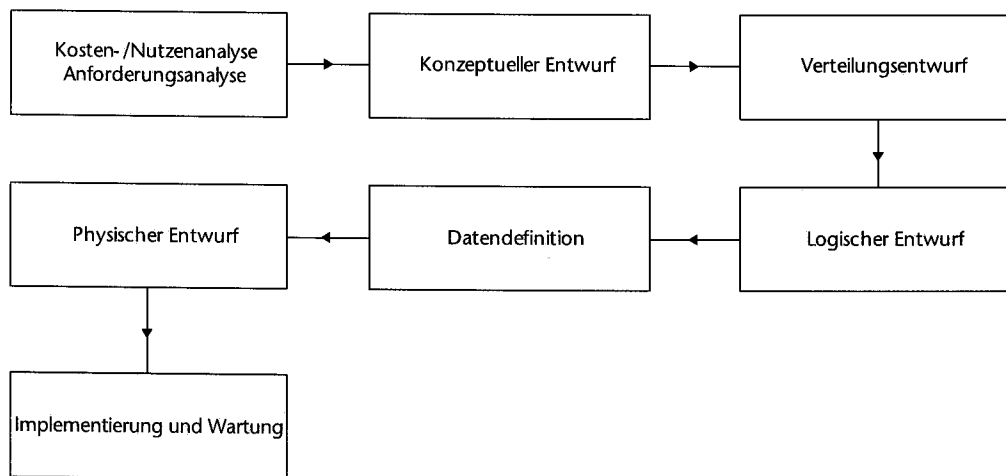 Kosten- /Nutzenanalyse
Anforderungsanalyse
Konzeptueller Entwurf
Verteilungsentwurf
Logischer Entwurf
Datendefinition
Physischer Entwurf
Implementierung und Wartung